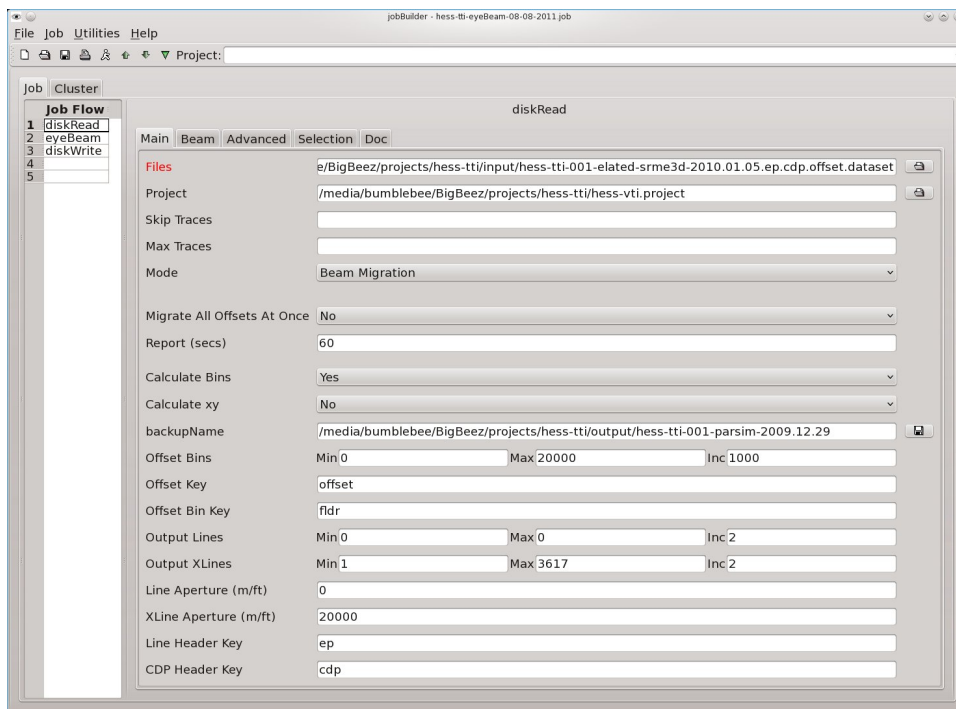 jobBuilder - hess-tti-eyeBeam-08-08-2011.job
File Job Utilities Help
Project:
Job Cluster
Job Flow
1 diskRead
2 eyeBeam
3 diskWrite
4
5
diskRead
Main Beam Advanced Selection Doc
Files e/BigBeez/projects/hess-tti/input/hess-tti-001-elated-srme3d-2010.01.05.ep.cdp.offset.dataset
Project /media/bumblebee/BigBeez/projects/hess-tti/hess-vti.project
Skip Traces
Max Traces
Mode Beam Migration
Migrate All Offsets At Once No
Report (secs) 60
Calculate Bins Yes
Calculate xy No
backupName /media/bumblebee/BigBeez/projects/hess-tti/output/hess-tti-001-parsim-2009.12.29
Offset Bins Min 0 Max 20000 Inc 1000
Offset Key offset
Offset Bin Key fldr
Output Lines Min 0 Max 0 Inc 2
Output XLines Min 1 Max 3617 Inc 2
Line Aperture (m/ft) 0
XLine Aperture (m/ft) 20000
Line Header Key ep
CDP Header Key cdp